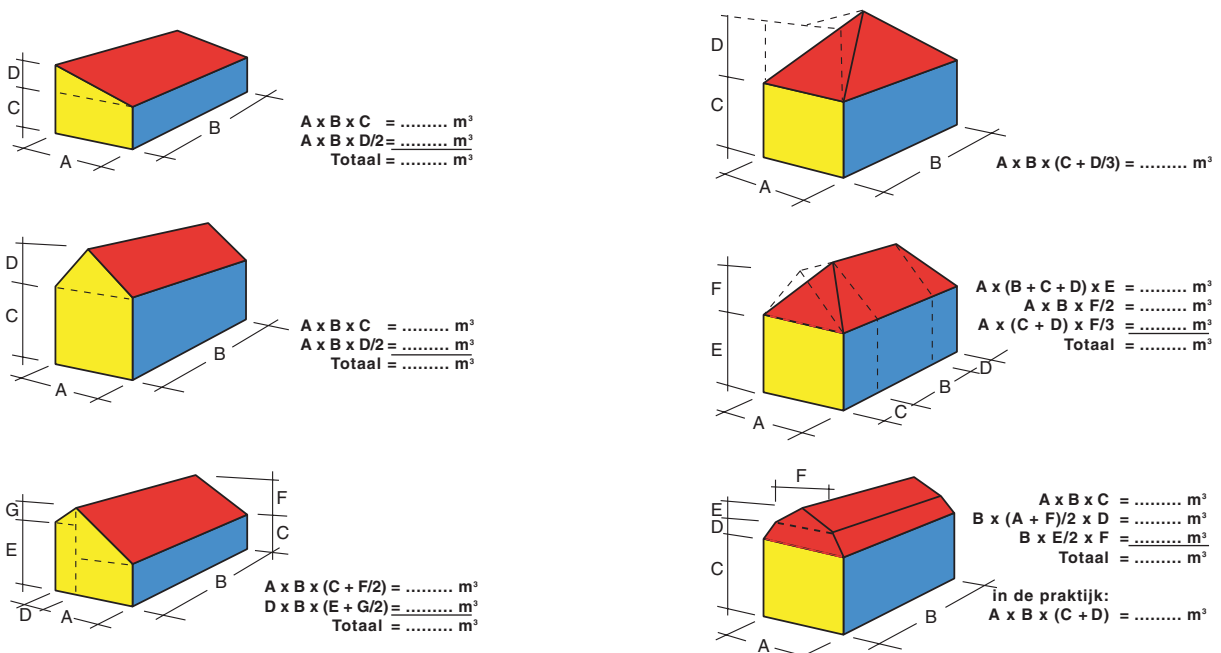 D
C
A
B
A x B x C = ......... m³
A x B x D/2 = ......... m³
Totaal = ......... m³
D
C
A
B
A x B x (C + D/3) = ......... m³
D
C
A
B
A x B x C = ......... m³
A x B x D/2 = ......... m³
Totaal = ......... m³
F
E
A
C
B
D
A x (B + C + D) x E = ......... m³
A x B x F/2 = ......... m³
A x (C + D) x F/3 = ......... m³
Totaal = ......... m³
G
E
D
A
B
F
C
A x B x (C + F/2) = ......... m³
D x B x (E + G/2) = ......... m³
Totaal = ......... m³
F
E
D
C
A
B
A x B x C = ......... m³
B x (A + F)/2 x D = ......... m³
B x E/2 x F = ......... m³
Totaal = ......... m³
in de praktijk:
A x B x (C + D) = ......... m³